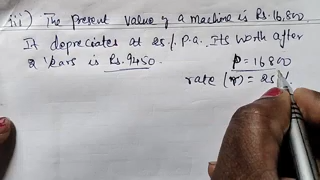 iii) The present value of a machine is Rs.16,800
It depreciates at 25%. P.a. Its worth after
2 years is Rs.9450.
P = 16800
rate (r) = 25%